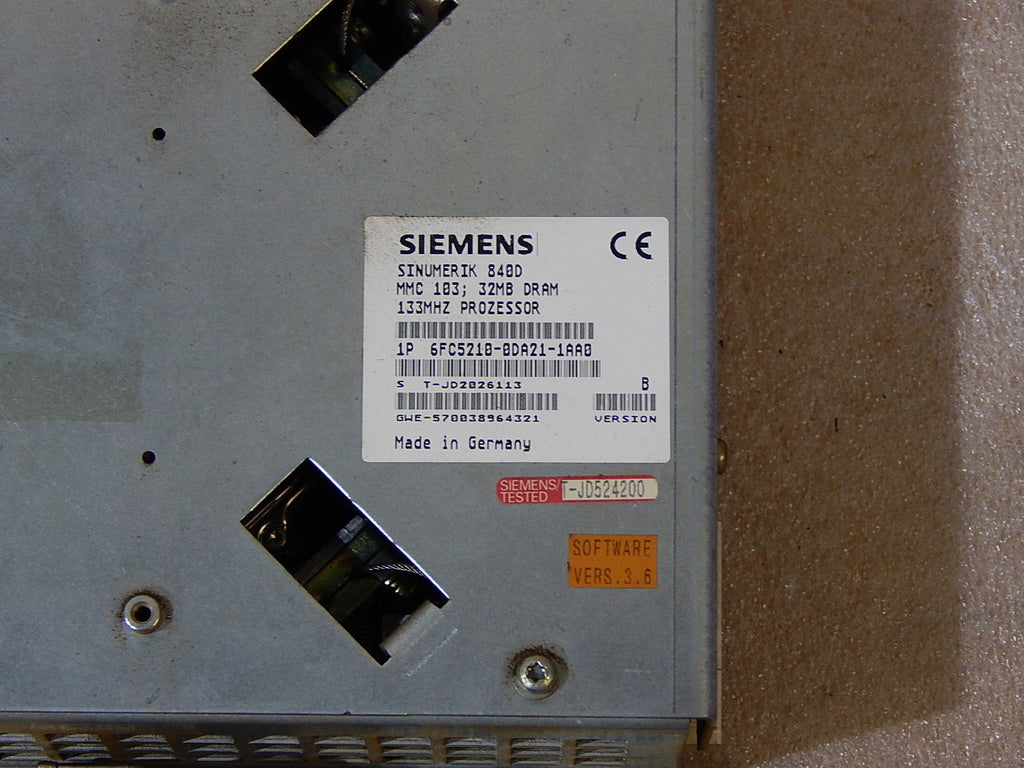 SIEMENS CE
SINUMERIK 840D
MMC 103; 32MB DRAM
133MHZ PROZESSOR
1P 6FC5210-0DA21-1AA0
S T-JD2026113 B
GWE-570038964321 VERSION
Made in Germany
SIEMENS/
TESTED T-JD524200
SOFTWARE
VERS.3.6